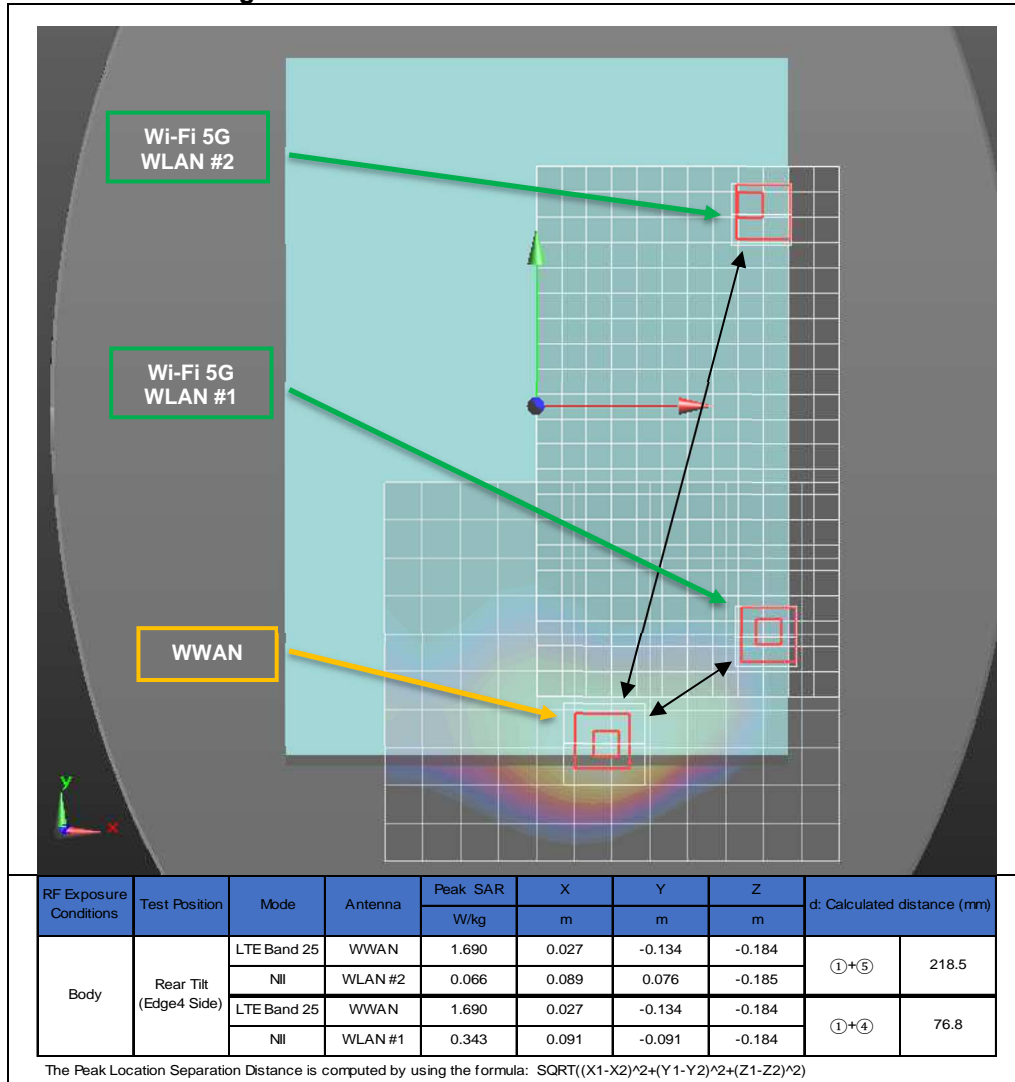 Wi-Fi 5G
WLAN #2
Wi-Fi 5G
WLAN #1
WWAN
y
x
RF Exposure Conditions Test Position Mode Antenna Peak SAR X Y Z d: Calculated distance (mm)
W/kg m m m
Body Rear Tilt (Edge4 Side) LTE Band 25 WWAN 1.690 0.027 -0.134 -0.184 ①+⑤ 218.5
NII WLAN #2 0.066 0.089 0.076 -0.185
LTE Band 25 WWAN 1.690 0.027 -0.134 -0.184 ①+④ 76.8
NII WLAN #1 0.343 0.091 -0.091 -0.184
The Peak Location Separation Distance is computed by using the formula: SQRT((X1-X2)^2+(Y1-Y2)^2+(Z1-Z2)^2)